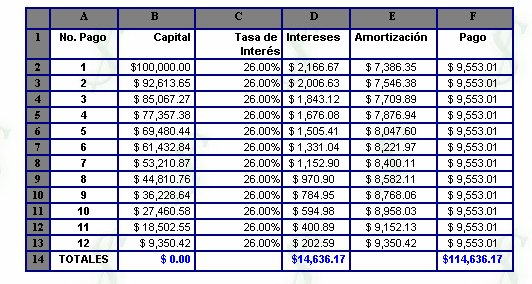 A B C D E F
1 No. Pago Capital Tasa de Interés Intereses Amortización Pago
2 1 $100,000.00 26.00% $ 2,166.67 $ 7,386.35 $ 9,553.01
3 2 $ 92,613.65 26.00% $ 2,006.63 $ 7,546.38 $ 9,553.01
4 3 $ 85,067.27 26.00% $ 1,843.12 $ 7,709.89 $ 9,553.01
5 4 $ 77,357.38 26.00% $ 1,676.08 $ 7,876.94 $ 9,553.01
6 5 $ 69,480.44 26.00% $ 1,505.41 $ 8,047.60 $ 9,553.01
7 6 $ 61,432.84 26.00% $ 1,331.04 $ 8,221.97 $ 9,553.01
8 7 $ 53,210.87 26.00% $ 1,152.90 $ 8,400.11 $ 9,553.01
9 8 $ 44,810.76 26.00% $ 970.90 $ 8,582.11 $ 9,553.01
10 9 $ 36,228.64 26.00% $ 784.95 $ 8,768.06 $ 9,553.01
11 10 $ 27,460.58 26.00% $ 594.98 $ 8,958.03 $ 9,553.01
12 11 $ 18,502.55 26.00% $ 400.89 $ 9,152.13 $ 9,553.01
13 12 $ 9,350.42 26.00% $ 202.59 $ 9,350.42 $ 9,553.01
14 TOTALES $ 0.00 $14,636.17 $114,636.17